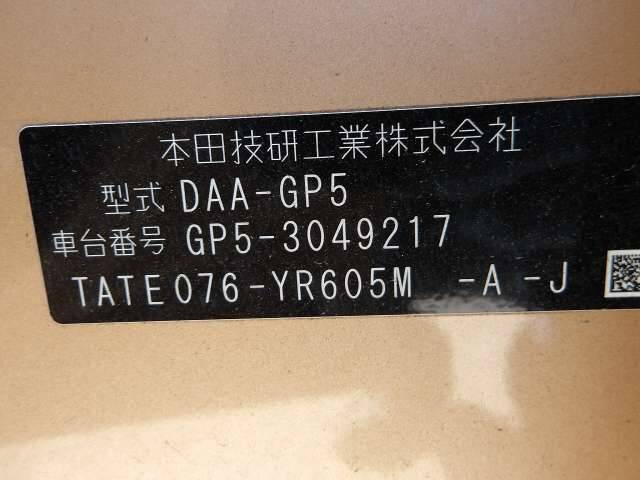 本田技研工業株式会社
型式 DAA-GP5
車台番号 GP5-3049217
TATE076-YR605M -A -J